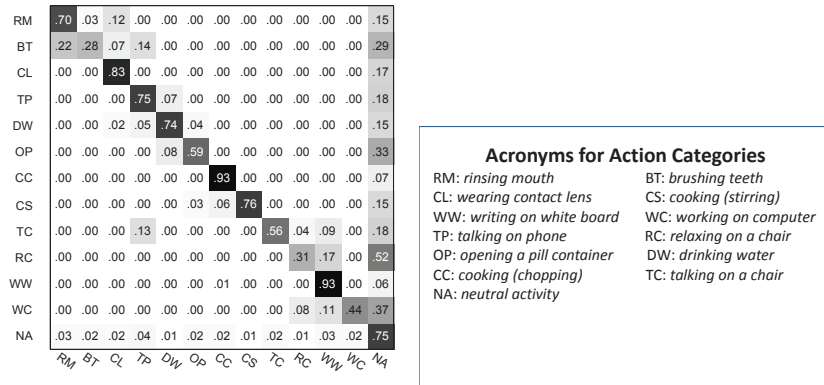 RM .70 .03 .12 .00 .00 .00 .00 .00 .00 .00 .00 .00 .15
BT .22 .28 .07 .14 .00 .00 .00 .00 .00 .00 .00 .00 .29
CL .00 .00 .83 .00 .00 .00 .00 .00 .00 .00 .00 .00 .17
TP .00 .00 .00 .75 .07 .00 .00 .00 .00 .00 .00 .00 .18
DW .00 .00 .02 .05 .74 .04 .00 .00 .00 .00 .00 .00 .15
OP .00 .00 .00 .00 .08 .59 .00 .00 .00 .00 .00 .00 .33
CC .00 .00 .00 .00 .00 .00 .93 .00 .00 .00 .00 .00 .07
CS .00 .00 .00 .00 .00 .03 .06 .76 .00 .00 .00 .00 .15
TC .00 .00 .00 .13 .00 .00 .00 .00 .56 .04 .09 .00 .18
RC .00 .00 .00 .00 .00 .00 .00 .00 .00 .31 .17 .00 .52
WW .00 .00 .00 .00 .00 .00 .01 .00 .00 .00 .93 .00 .06
WC .00 .00 .00 .00 .00 .00 .00 .00 .00 .08 .11 .44 .37
NA .03 .02 .02 .04 .01 .02 .02 .01 .02 .01 .03 .02 .75
RM BT CL TP DW OP CC CS TC RC WW WC NA
Acronyms for Action Categories
RM: rinsing mouth BT: brushing teeth
CL: wearing contact lens CS: cooking (stirring)
WW: writing on white board WC: working on computer
TP: talking on phone RC: relaxing on a chair
OP: opening a pill container DW: drinking water
CC: cooking (chopping) TC: talking on a chair
NA: neutral activity